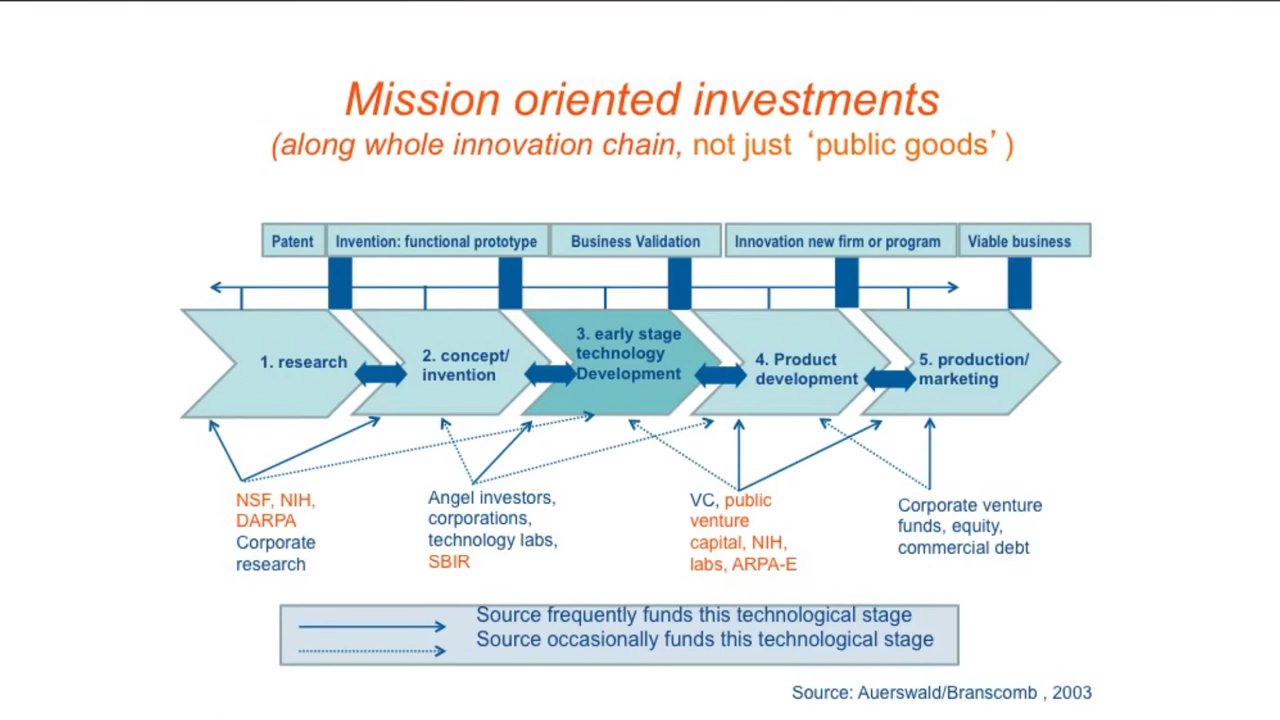 Mission oriented investments
(along whole innovation chain, not just ‘public goods’ )
Patent
Invention: functional prototype
Business Validation
Innovation new firm or program
Viable business
1. research
2. concept/
invention
3. early stage
technology
Development
4. Product
development
5. production/
marketing
NSF, NIH,
DARPA
Corporate
research
Angel investors,
corporations,
technology labs,
SBIR
VC, public
venture
capital, NIH,
labs, ARPA-E
Corporate venture
funds, equity,
commercial debt
Source frequently funds this technological stage
Source occasionally funds this technological stage
Source: Auerswald/Branscomb , 2003